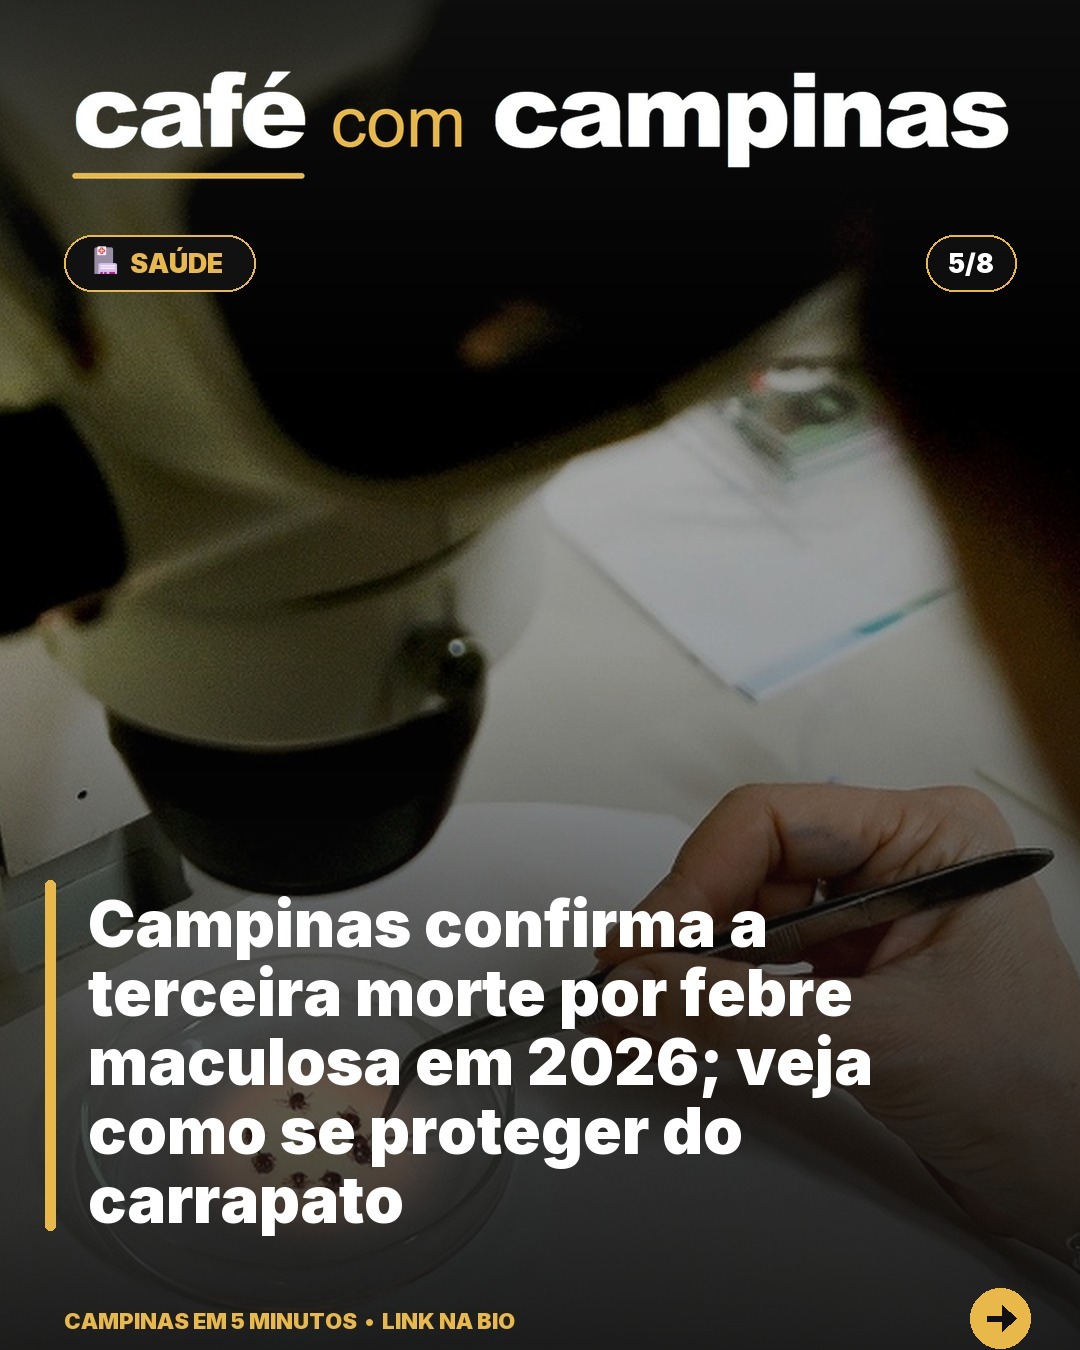 café com campinas
SAÚDE
5/8
Campinas confirma a
terceira morte por febre
maculosa em 2026; veja
como se proteger do
carrapato
CAMPINAS EM 5 MINUTOS • LINK NA BIO